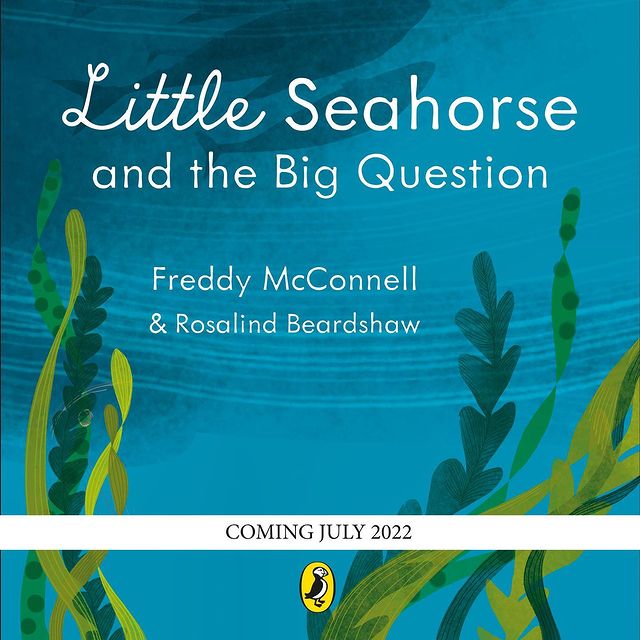 Little Seahorse
and the Big Question
Freddy McConnell
& Rosalind Beardshaw
COMING JULY 2022